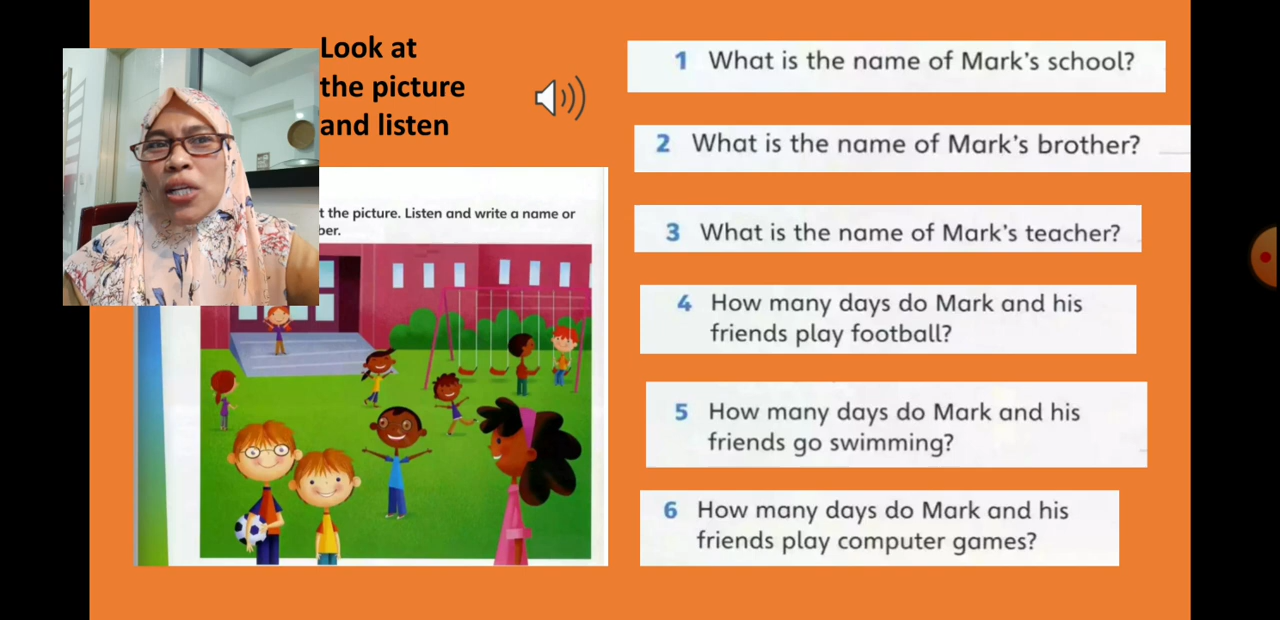 Look at
the picture
and listen
t the picture. Listen and write a name or
ber.
1 What is the name of Mark's school?
2 What is the name of Mark's brother?
3 What is the name of Mark's teacher?
4 How many days do Mark and his
friends play football?
5 How many days do Mark and his
friends go swimming?
6 How many days do Mark and his
friends play computer games?